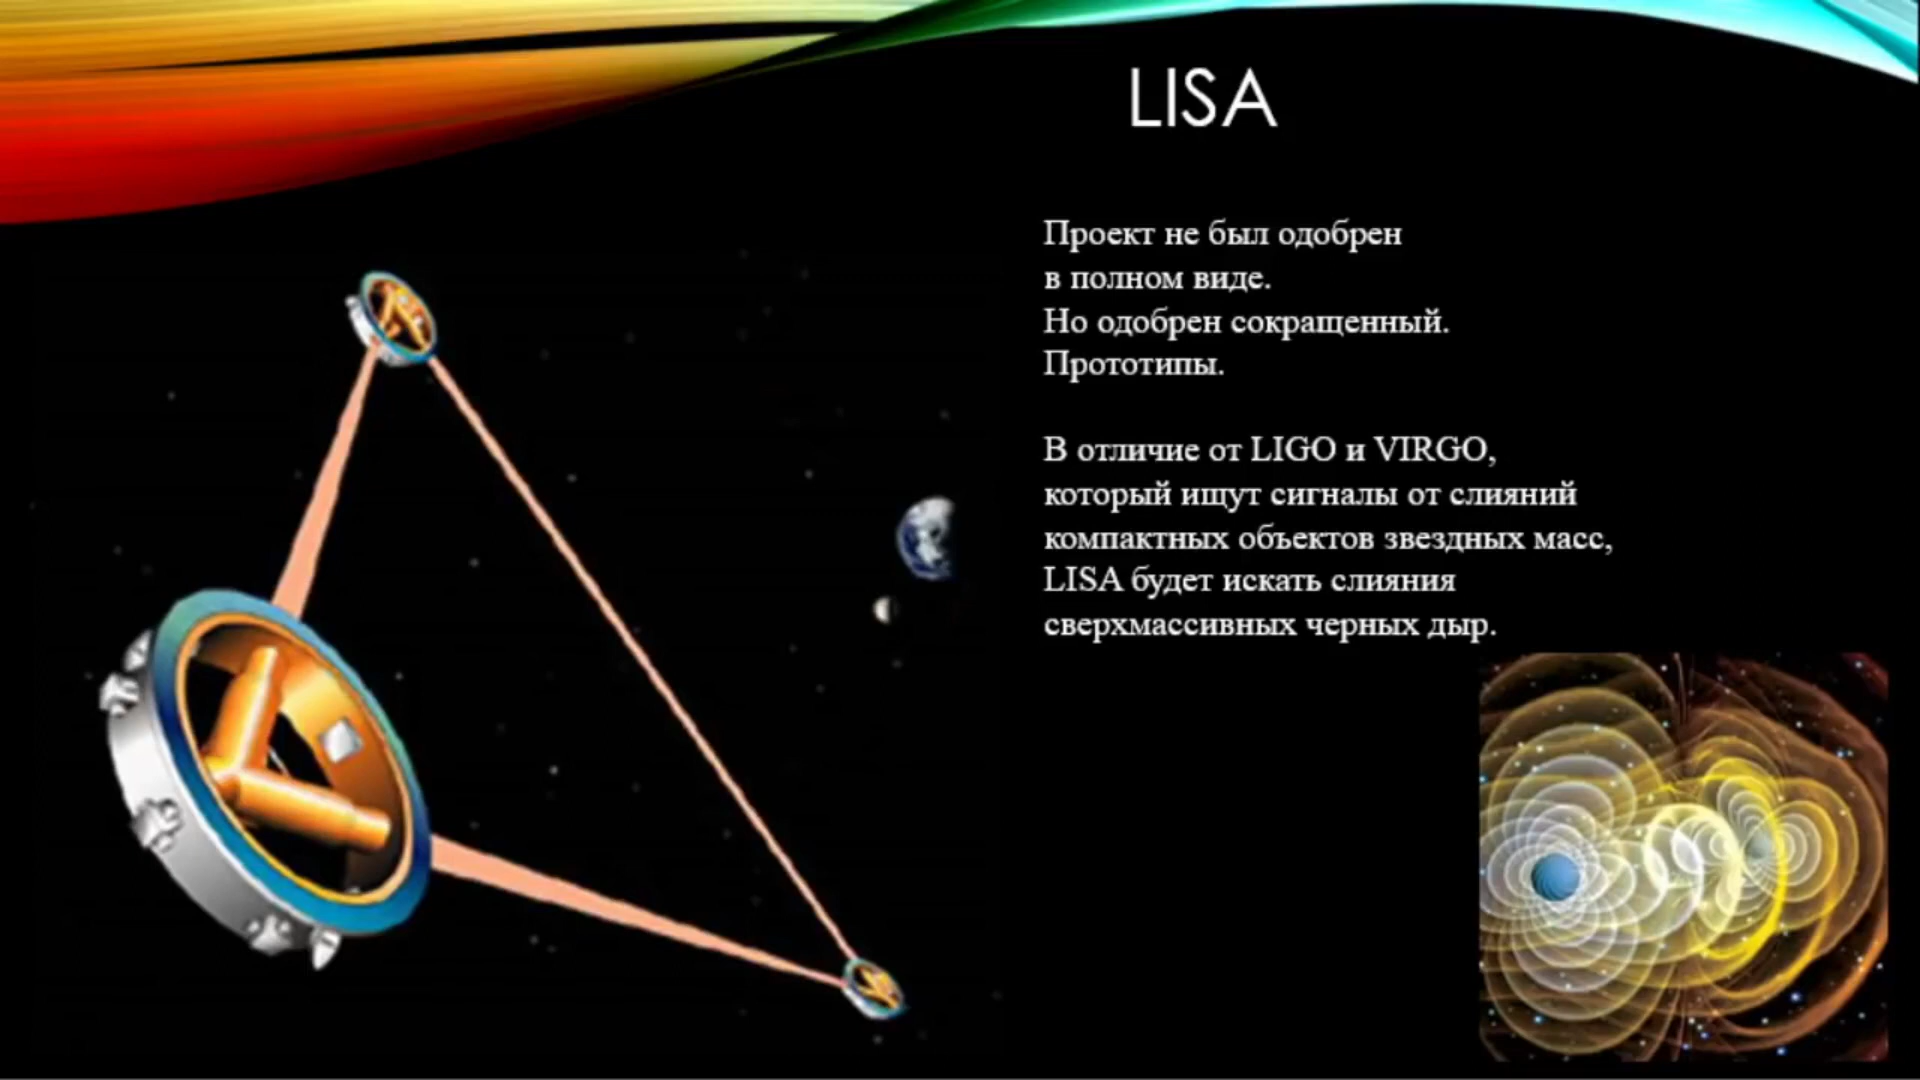 LISA
Проект не был одобрен
в полном виде.
Но одобрен сокращенный.
Прототипы.
В отличие от LIGO и VIRGO,
который ищут сигналы от слияний
компактных объектов звездных масс,
LISA будет искать слияния
сверхмассивных черных дыр.